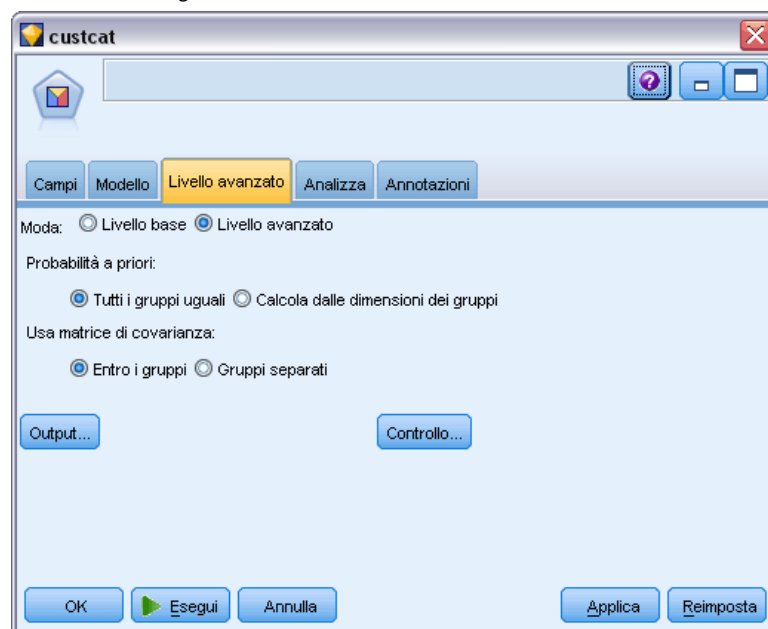 custcat
Campi Modello Livello avanzato Analizza Annotazioni
Moda: Livello base Livello avanzato
Probabilità a priori:
Tutti i gruppi uguali Calcola dalle dimensioni dei gruppi
Usa matrice di covarianza:
Entro i gruppi Gruppi separati
Output... Controllo...
OK Esegui Annulla Applica Reimposta